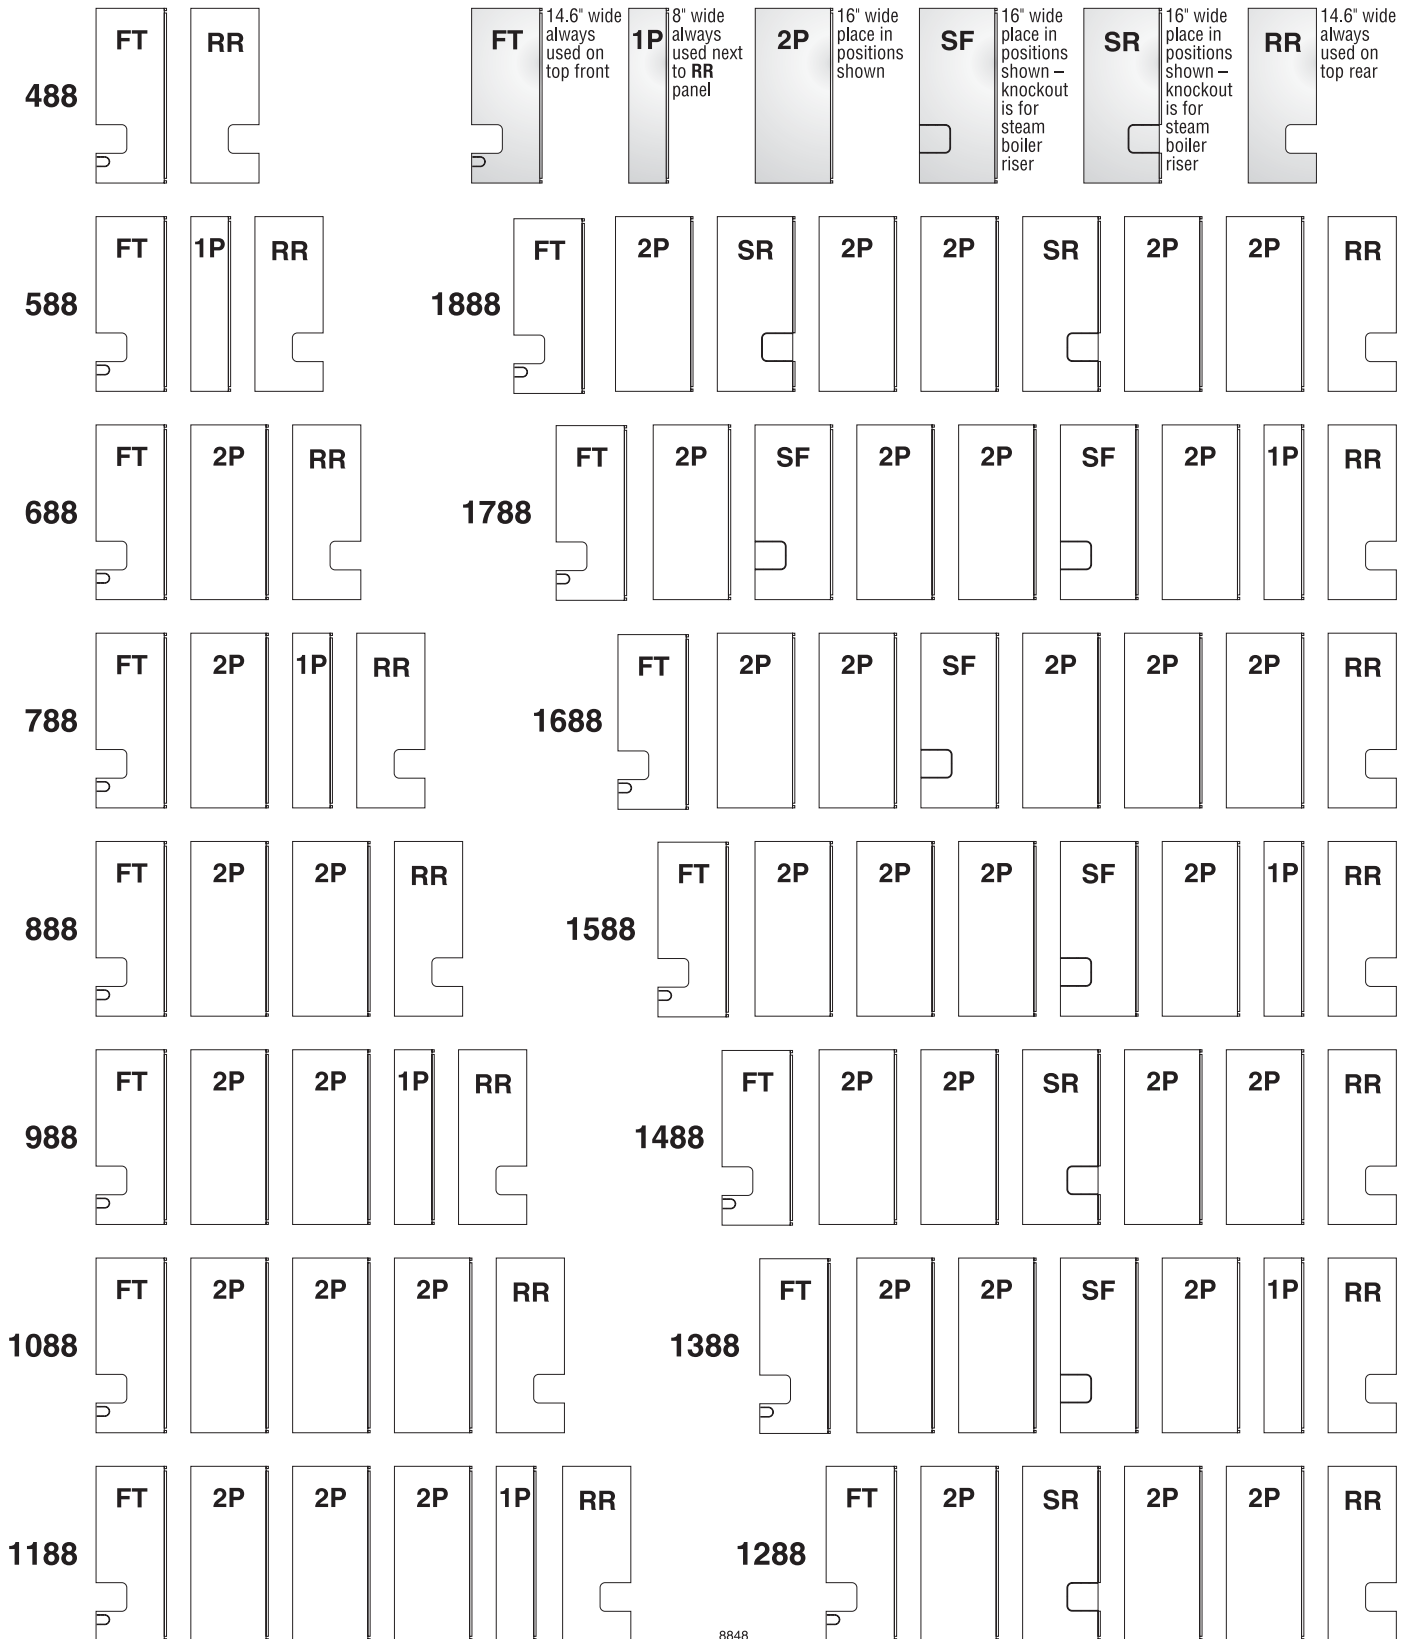 FT RR
488
FT 14.6" wide
always
used on
top front
1P 8" wide
always
used next
to RR
panel
2P 16" wide
place in
positions
shown
SF 16" wide
place in
positions
shown –
knockout
is for
steam
boiler
riser
SR 16" wide
place in
positions
shown –
knockout
is for
steam
boiler
riser
RR 14.6" wide
always
used on
top rear
588 FT 1P RR
1888 FT 2P SR 2P 2P SR 2P 2P RR
688 FT 2P RR
1788 FT 2P SF 2P 2P SF 2P 1P RR
788 FT 2P 1P RR
1688 FT 2P 2P SF 2P 2P 2P RR
888 FT 2P 2P RR
1588 FT 2P 2P 2P SF 2P 1P RR
988 FT 2P 2P 1P RR
1488 FT 2P 2P SR 2P 2P RR
1088 FT 2P 2P 2P RR
1388 FT 2P 2P SF 2P 1P RR
1188 FT 2P 2P 2P 1P RR
1288 FT 2P SR 2P 2P RR
8848